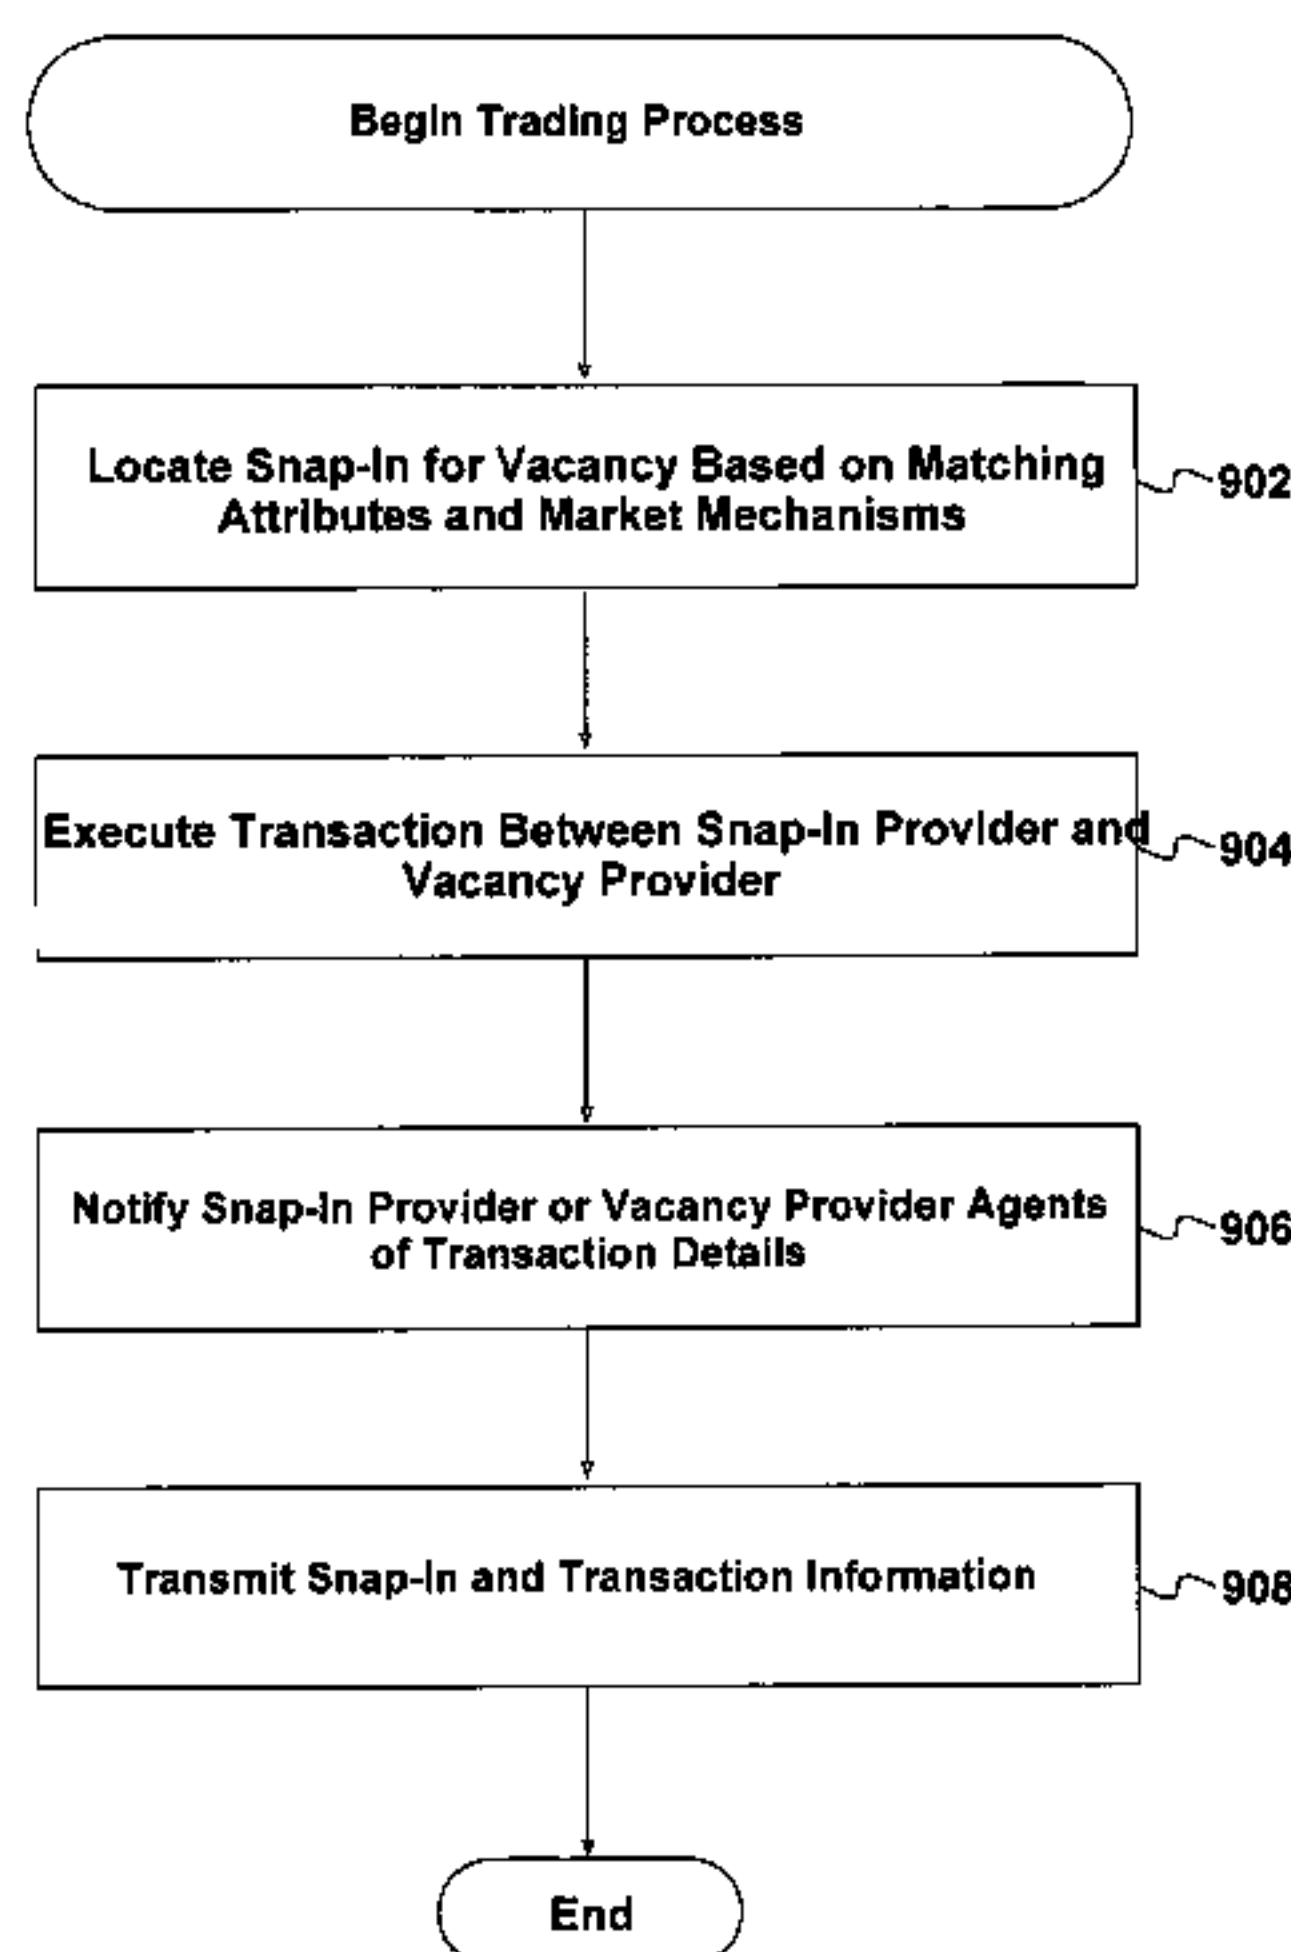 Begin Trading Process
Locate Snap-In for Vacancy Based on Matching
Attributes and Market Mechanisms
902
Execute Transaction Between Snap-In Provider and
Vacancy Provider
904
Notify Snap-In Provider or Vacancy Provider Agents
of Transaction Details
906
Transmit Snap-In and Transaction Information
908
End